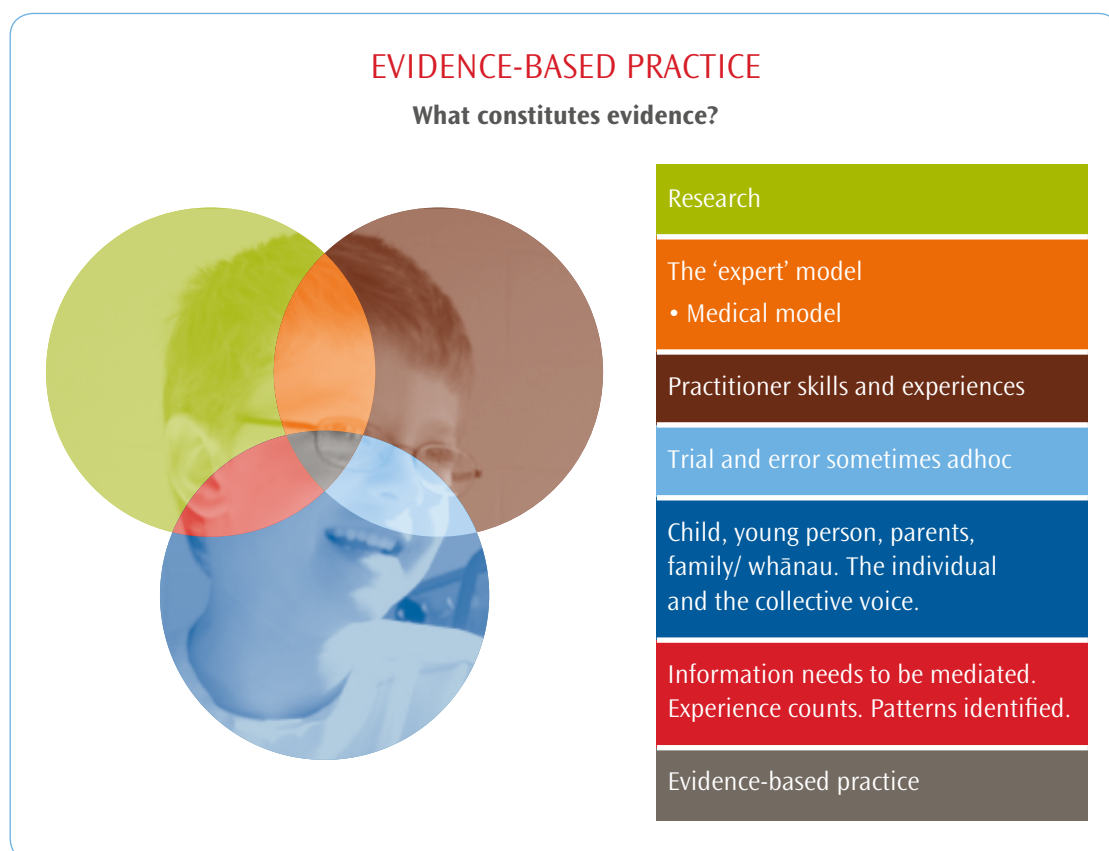 EVIDENCE-BASED PRACTICE
What constitutes evidence?
Research
The ‘expert’ model
• Medical model
Practitioner skills and experiences
Trial and error sometimes adhoc
Child, young person, parents,
family/ whānau. The individual
and the collective voice.
Information needs to be mediated.
Experience counts. Patterns identified.
Evidence-based practice